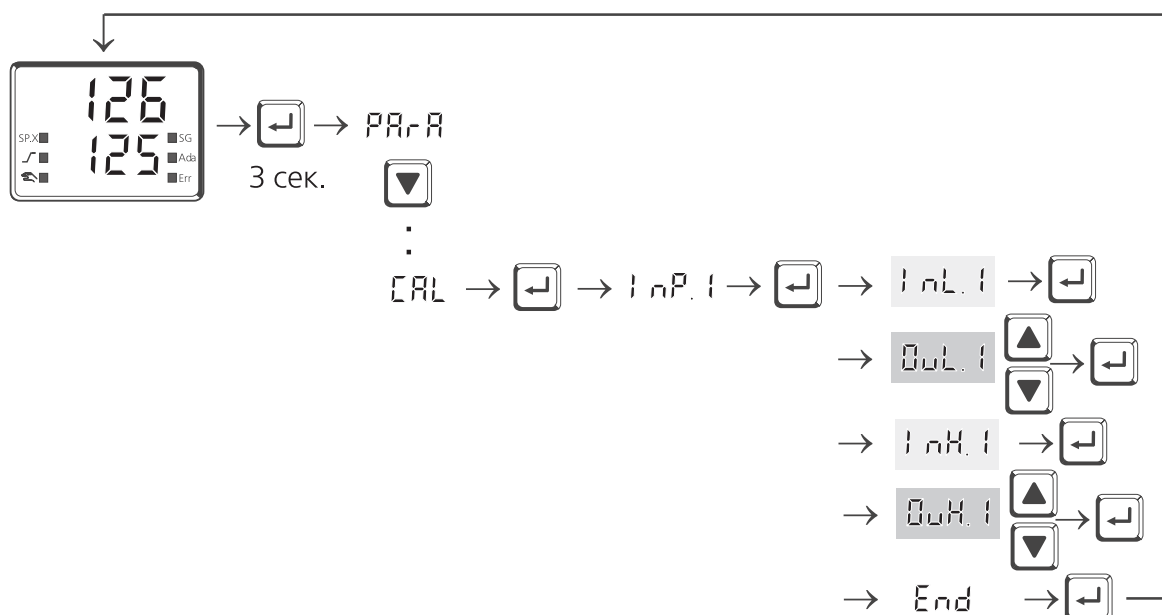 126
SP.X SG
125 Ada
Err
PArA
3 сек.
:
CAL InP.1 InL.1
OuL.1
InH.1
OuH.1
End